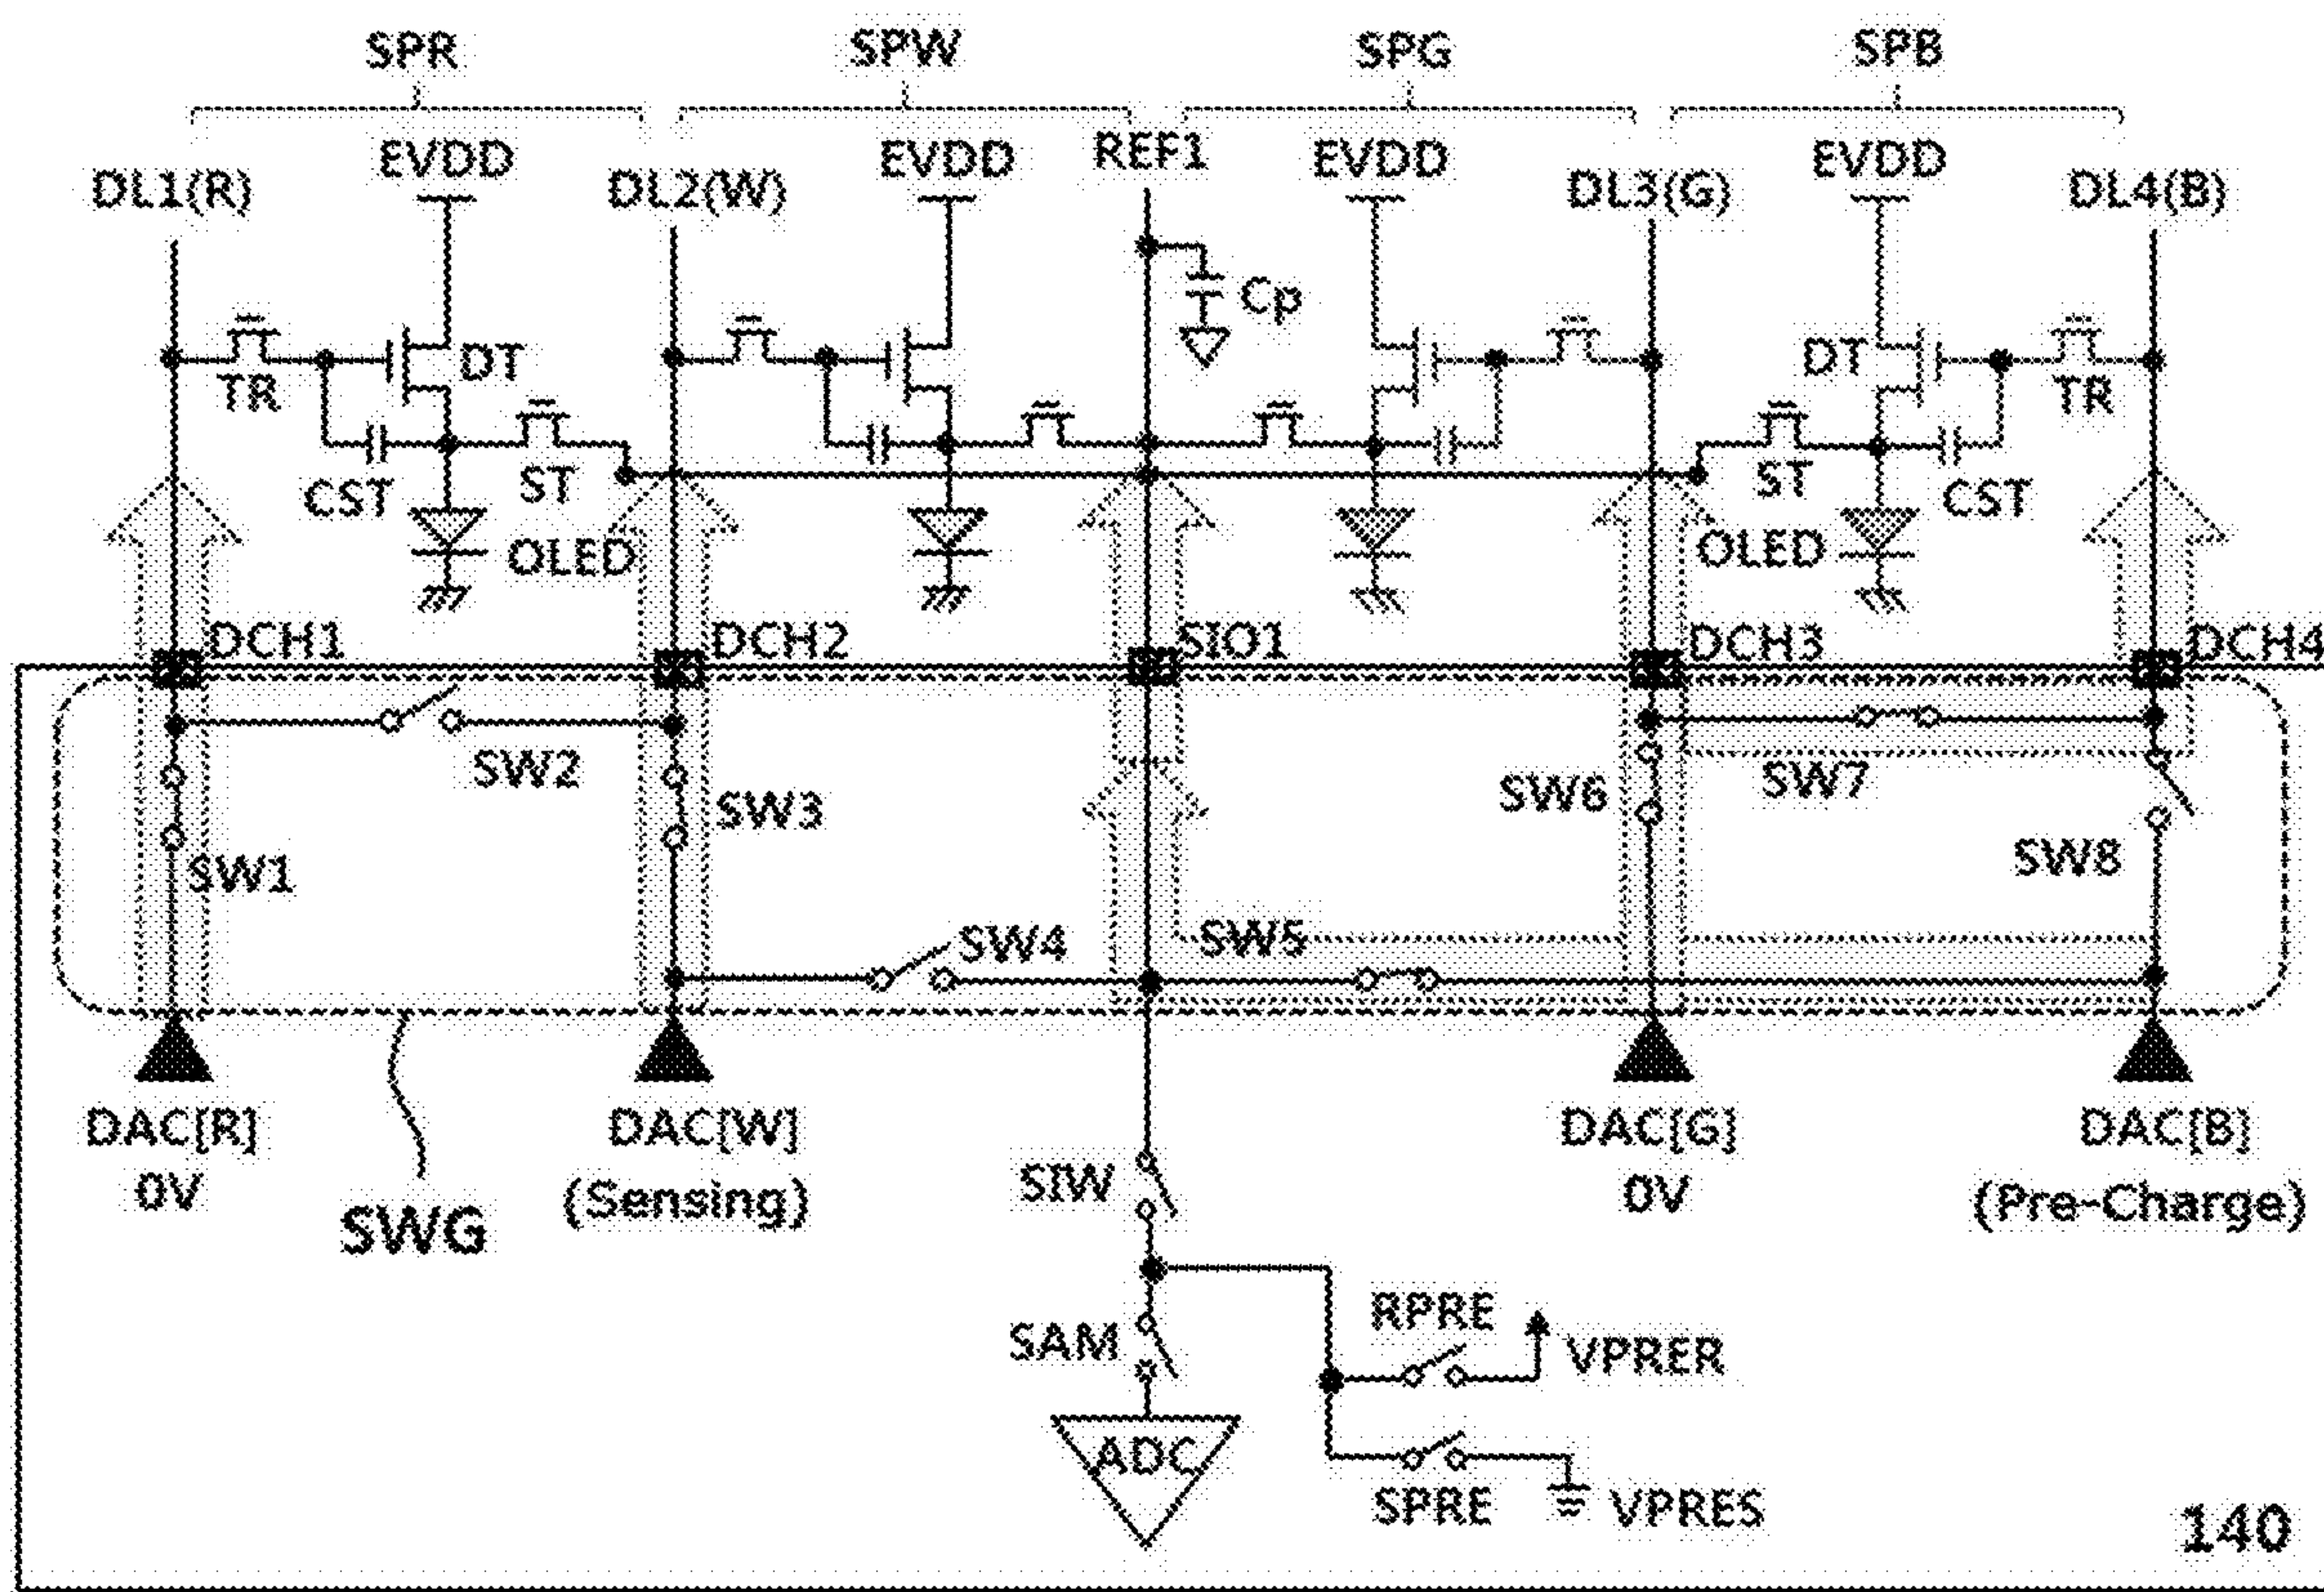 SPR SPW SPG SPB
EVDD EVDD REF1 EVDD EVDD
DL1(R) DL2(W) DL3(G) DL4(B)
Cp
DT DT
TR TR
CST ST ST CST
OLED OLED
DCH1 DCH2 SIO1 DCH3 DCH4
SW2 SW3 SW6 SW7
SW1 SW8
SW4 SW5
DAC[R] DAC[W] DAC[G] DAC[B]
0V (Sensing) SIW 0V (Pre-Charge)
SWG
RPRE
SAM VPRER
ADC
SPRE VPRES
140